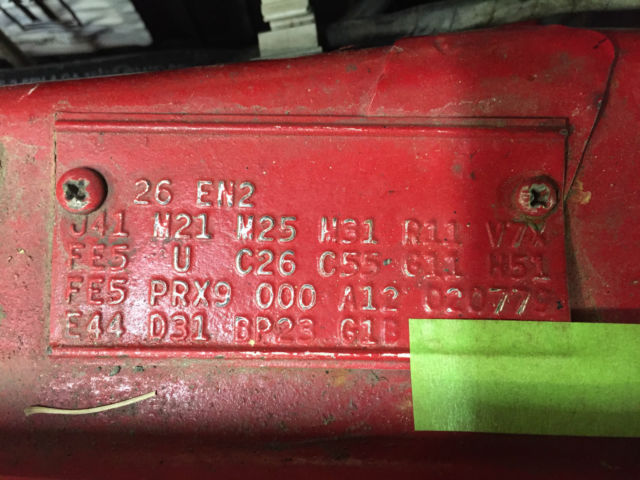 26 EN2
J41 M21 M25 M31 R11 V7X
FE5 U C26 C55 G11 H51
FE5 PRX9 000 A12
E44 D31 BP23